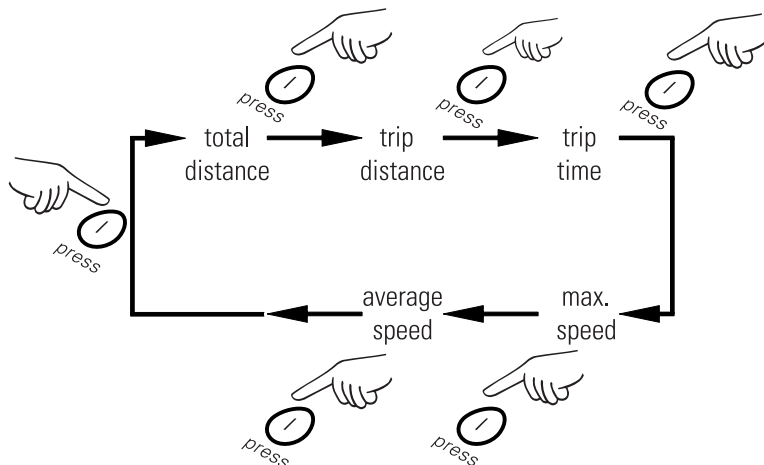 press
press
press
total
distance
trip
distance
trip
time
press
average
speed
max.
speed
press
press